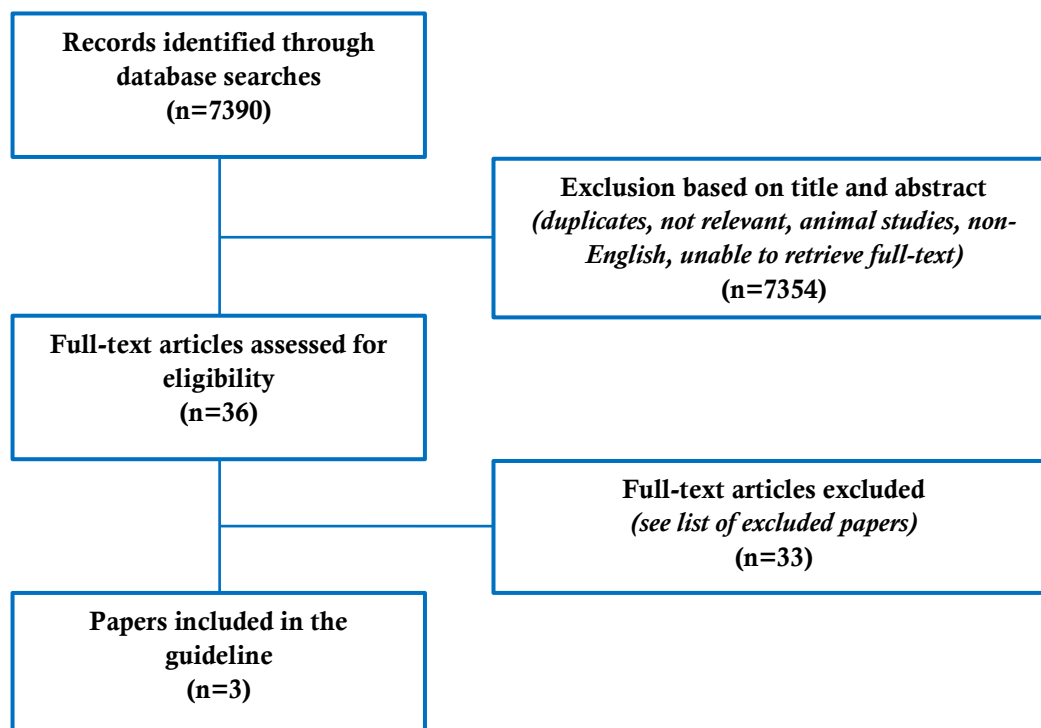 Records identified through
database searches
(n=7390)
Exclusion based on title and abstract
(duplicates, not relevant, animal studies, non-
English, unable to retrieve full-text)
(n=7354)
Full-text articles assessed for
eligibility
(n=36)
Full-text articles excluded
(see list of excluded papers)
(n=33)
Papers included in the
guideline
(n=3)